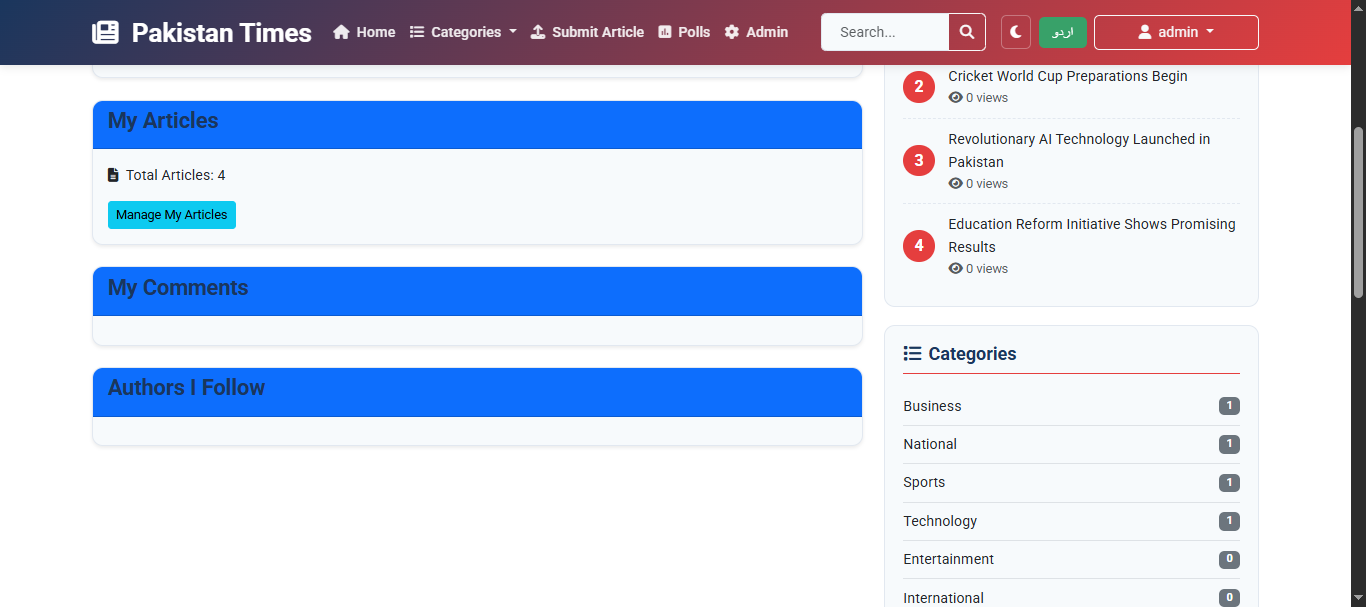 Pakistan Times
Home
Categories
Submit Article
Polls
Admin
Search...
اردو
admin
My Articles
Total Articles: 4
Manage My Articles
My Comments
Authors I Follow
2
Cricket World Cup Preparations Begin
0 views
3
Revolutionary AI Technology Launched in
Pakistan
0 views
4
Education Reform Initiative Shows Promising
Results
0 views
Categories
Business 1
National 1
Sports 1
Technology 1
Entertainment 0
International 0